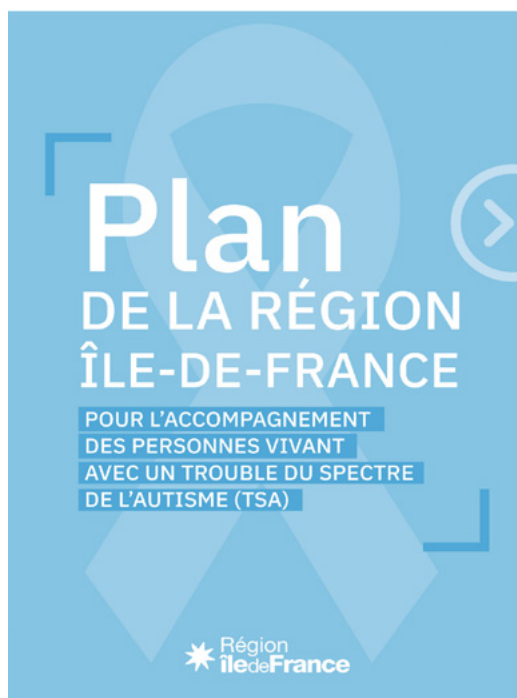 Plan
DE LA RÉGION
ÎLE-DE-FRANCE
POUR L’ACCOMPAGNEMENT
DES PERSONNES VIVANT
AVEC UN TROUBLE DU SPECTRE
DE L’AUTISME (TSA)
Région
îledeFrance